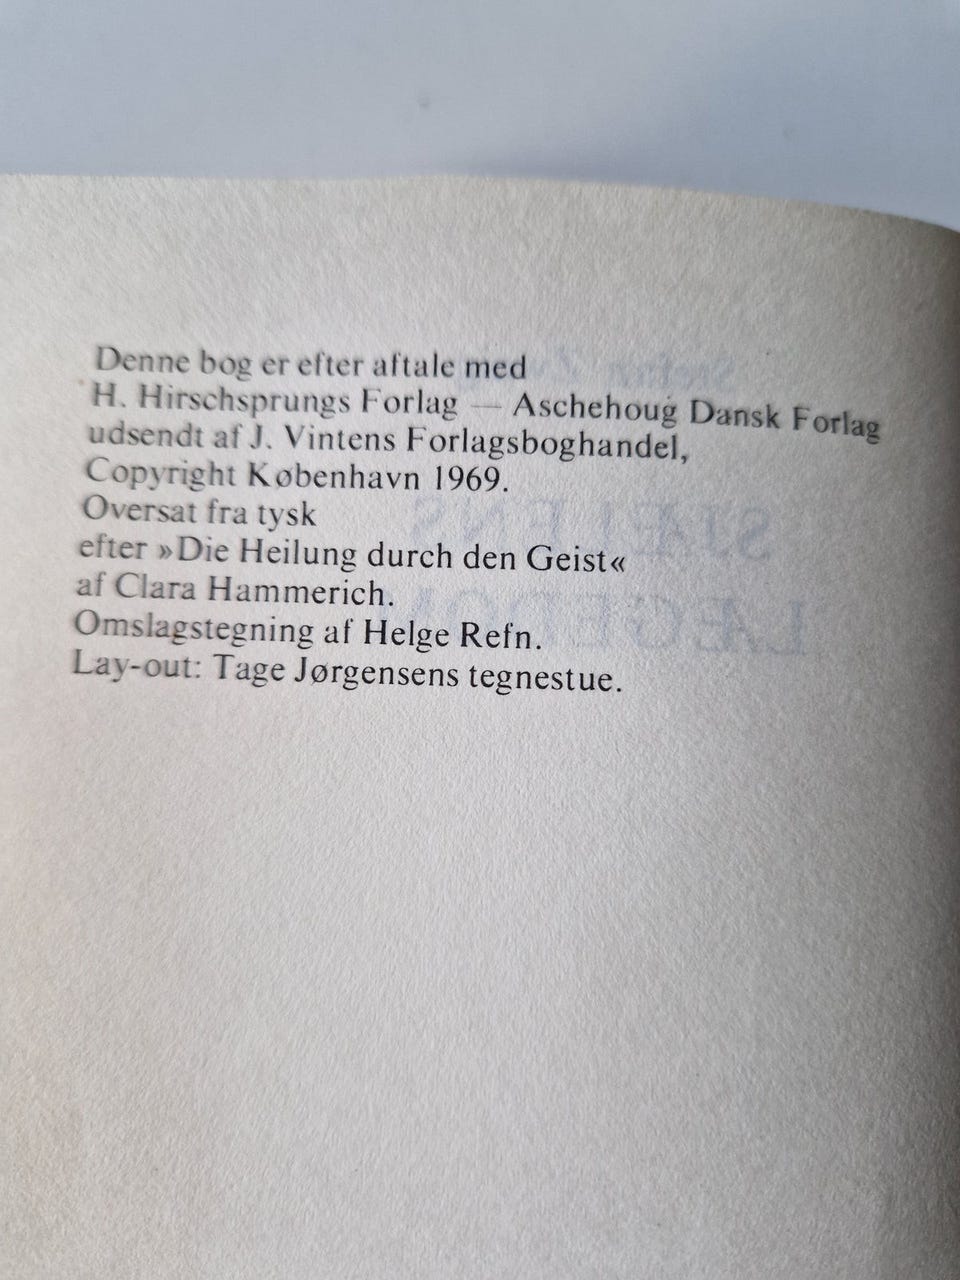 Denne bog er efter aftale med
H. Hirschsprungs Forlag — Aschehoug Dansk Forlag
udsendt af J. Vintens Forlagsboghandel,
Copyright København 1969.
Oversat fra tysk
efter »Die Heilung durch den Geist«
af Clara Hammerich.
Omslagstegning af Helge Refn.
Lay-out: Tage Jørgensens tegnestue.